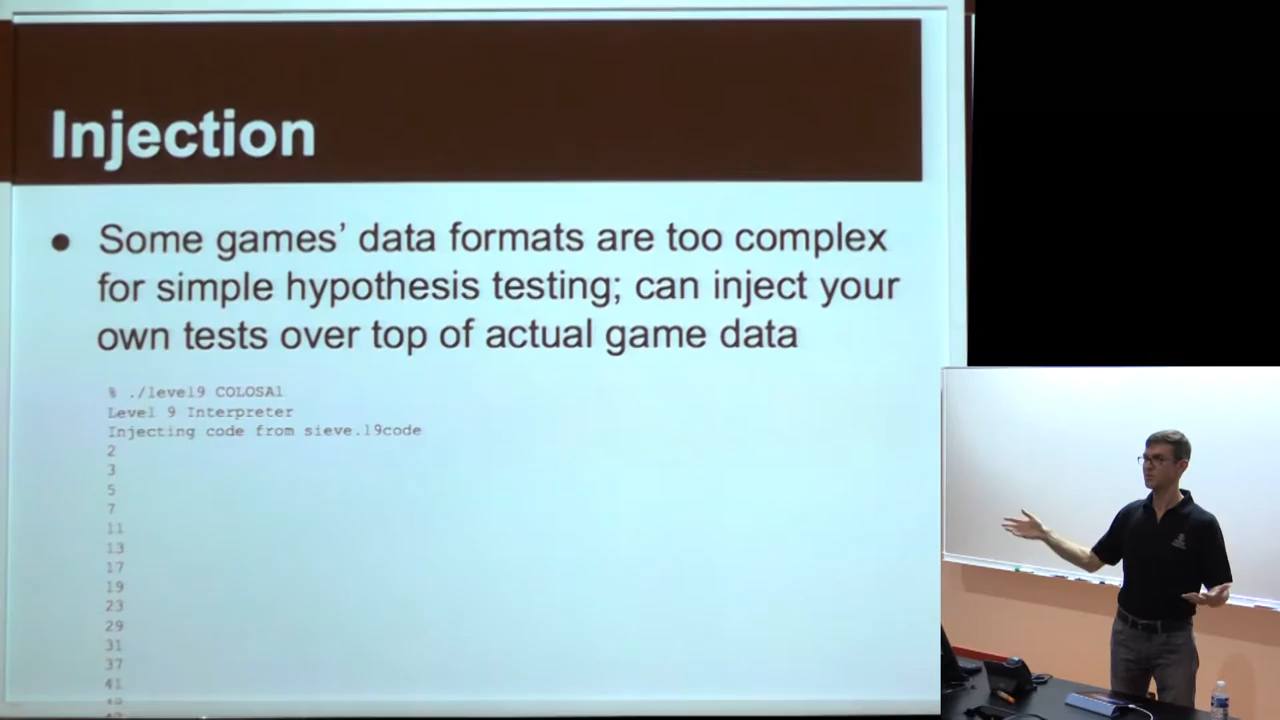 Injection
● Some games’ data formats are too complex
for simple hypothesis testing; can inject your
own tests over top of actual game data
% ./level9 COLOSA1
Level 9 Interpreter
Injecting code from sieve.l9code
2
3
5
7
11
13
17
19
23
29
31
37
41